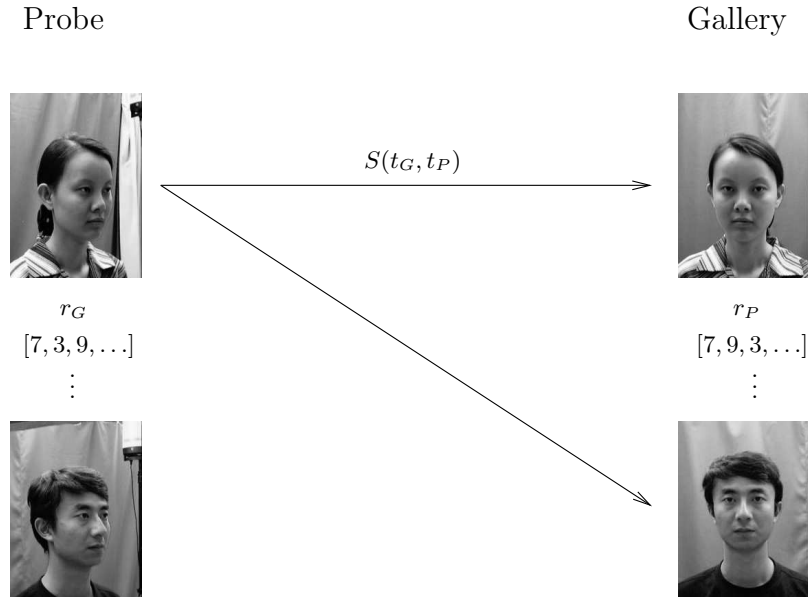 Probe
Gallery
S(t_G, t_P)
r_G
[7, 3, 9, . . .]
⋮
r_P
[7, 9, 3, . . .]
⋮